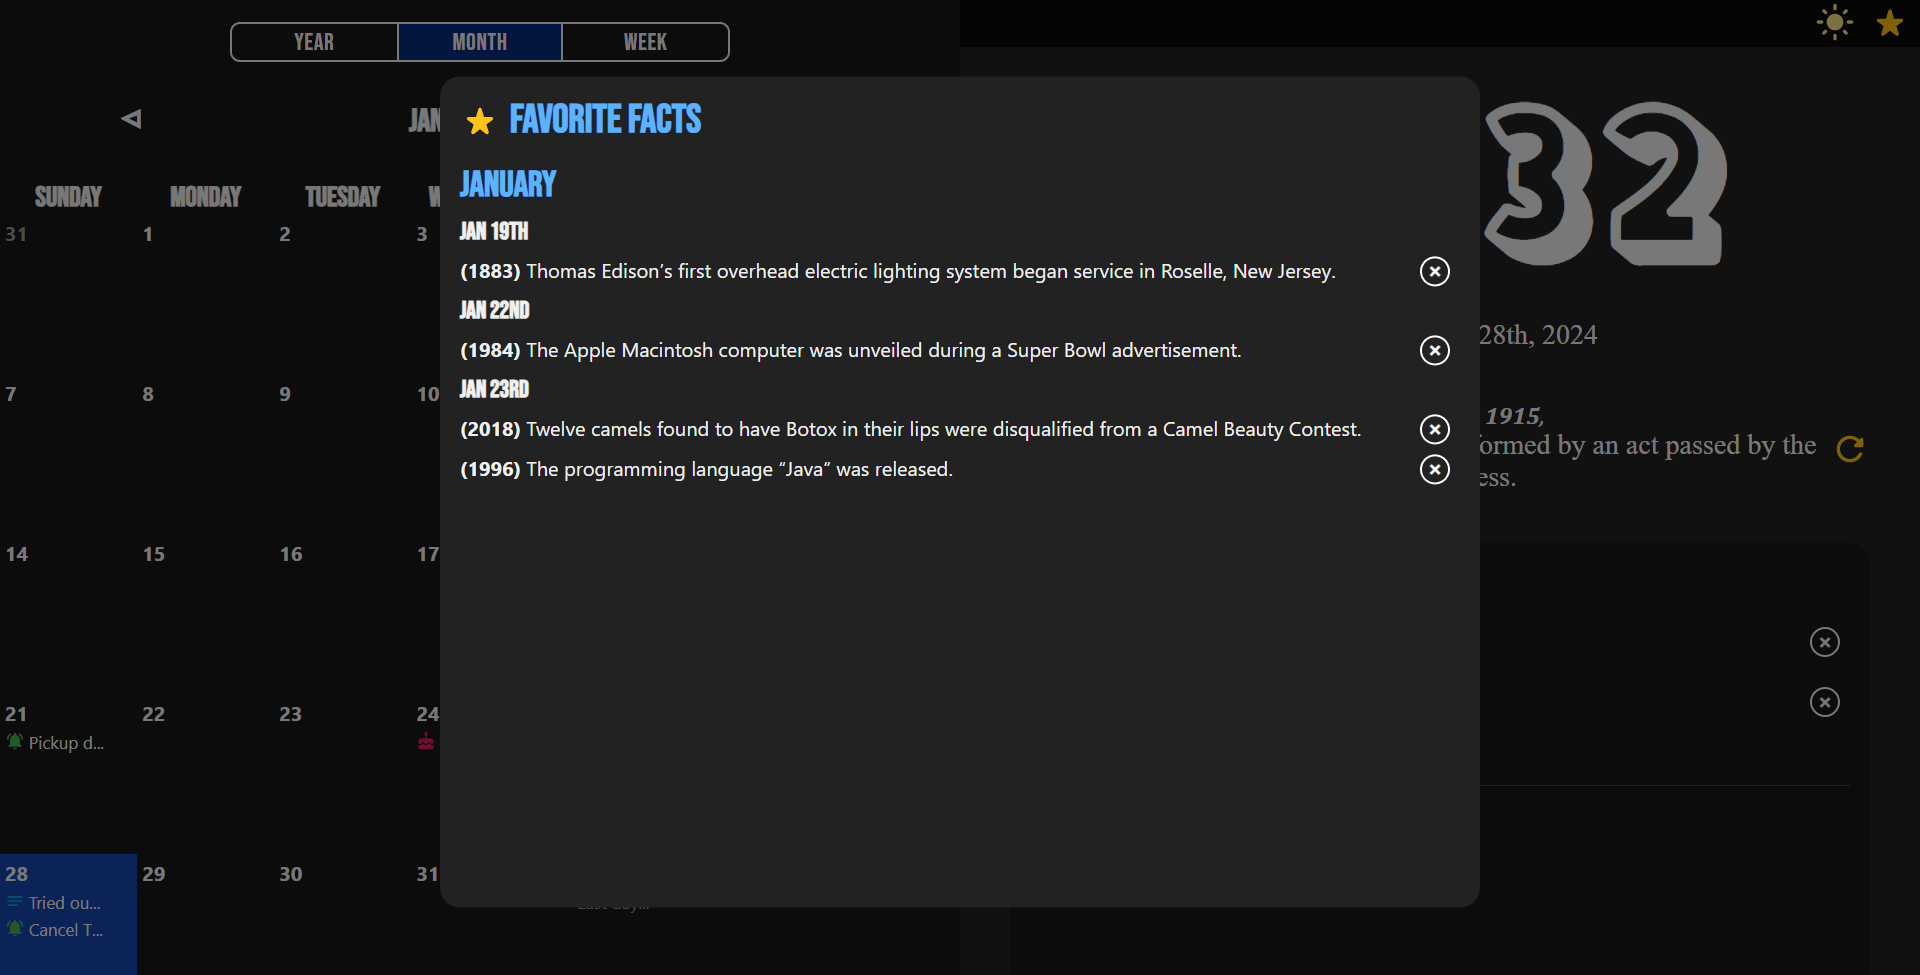 YEAR MONTH WEEK
JAN
SUNDAY MONDAY TUESDAY W
31 1 2 3
7 8 9 10
14 15 16 17
21 22 23 24
Pickup d...
28 29 30 31
Tried ou...
Cancel T...
FAVORITE FACTS
JANUARY
JAN 19TH
(1883) Thomas Edison’s first overhead electric lighting system began service in Roselle, New Jersey.
JAN 22ND
(1984) The Apple Macintosh computer was unveiled during a Super Bowl advertisement.
JAN 23RD
(2018) Twelve camels found to have Botox in their lips were disqualified from a Camel Beauty Contest.
(1996) The programming language “Java” was released.
32
28th, 2024
1915,
ormed by an act passed by the
ess.